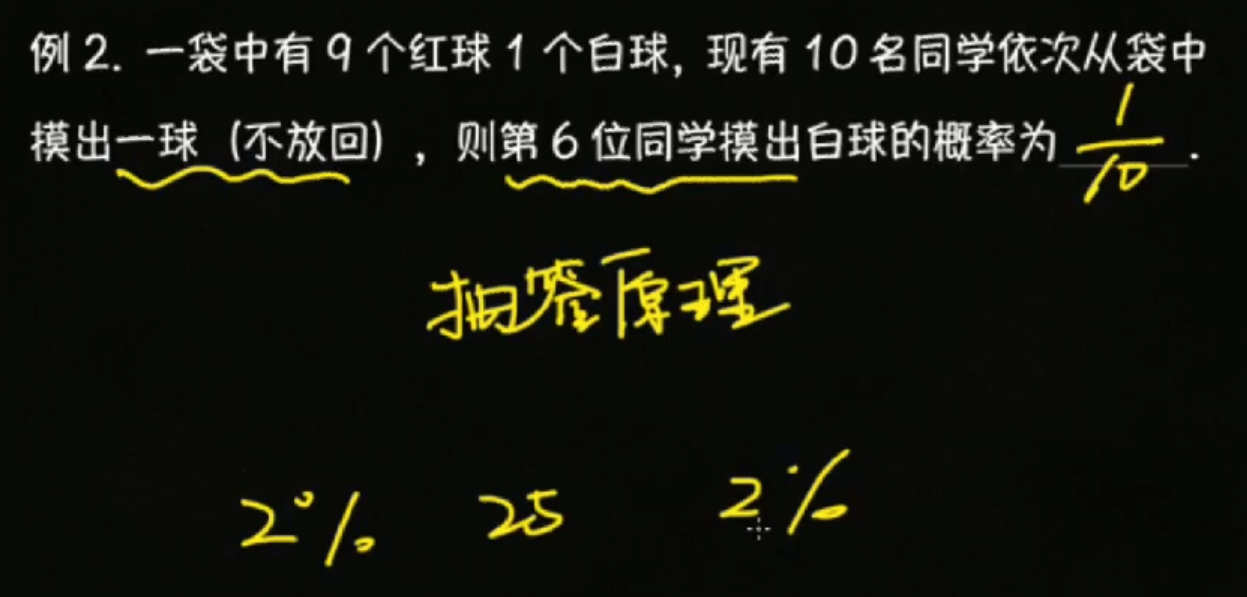 例2. 一袋中有9个红球1个白球，现有10名同学依次从袋中
摸出一球（不放回），则第6位同学摸出白球的概率为 1/10 .
抽签原理
2% 25 2%